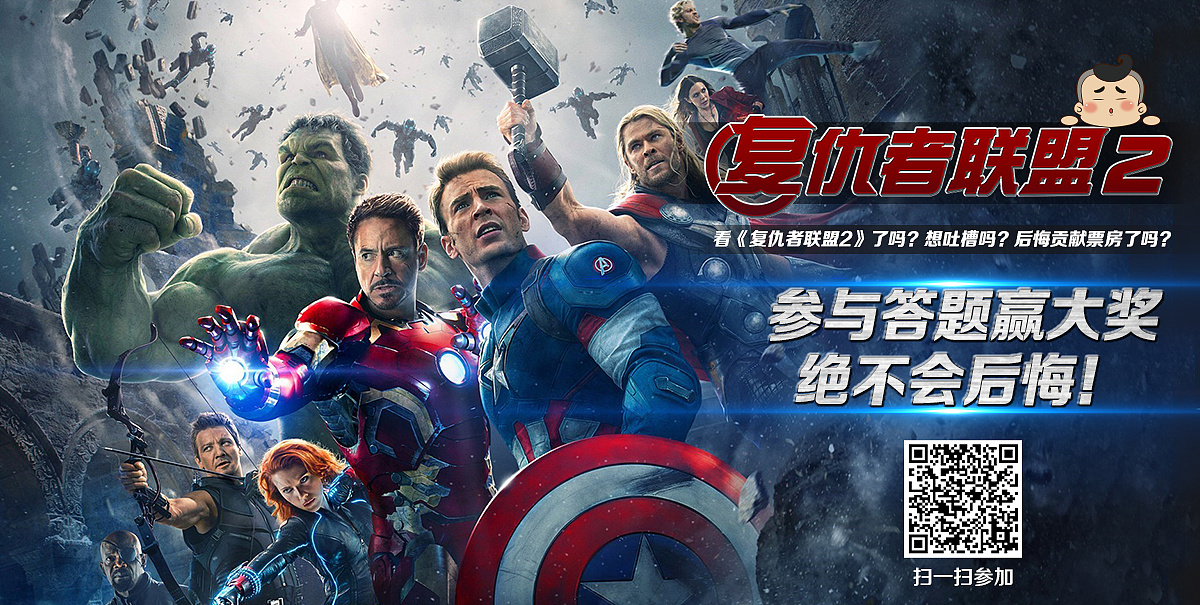 复仇者联盟2
看《复仇者联盟2》了吗？想吐槽吗？后悔贡献票房了吗？
参与答题赢大奖
绝不会后悔！
扫一扫参加